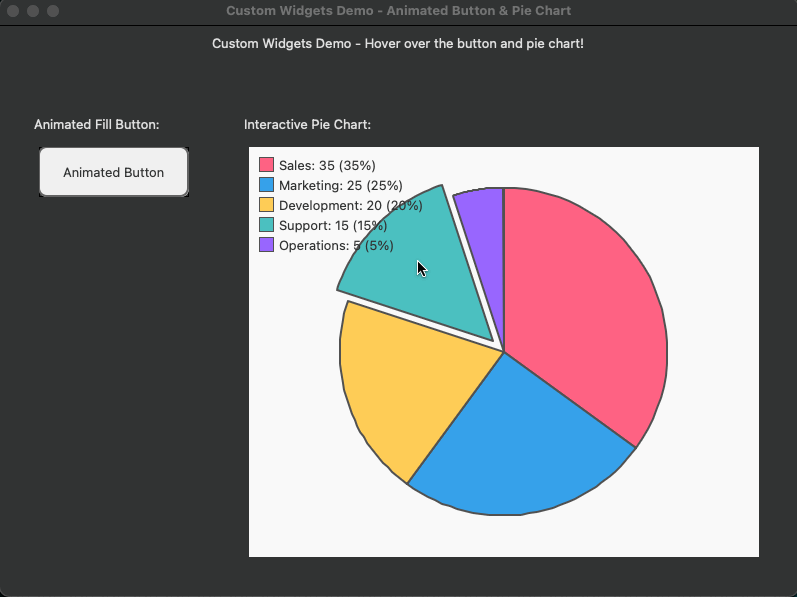 Custom Widgets Demo - Animated Button & Pie Chart
Custom Widgets Demo - Hover over the button and pie chart!
Animated Fill Button:
Interactive Pie Chart:
Animated Button
Sales: 35 (35%)
Marketing: 25 (25%)
Development: 20 (20%)
Support: 15 (15%)
Operations: 5 (5%)